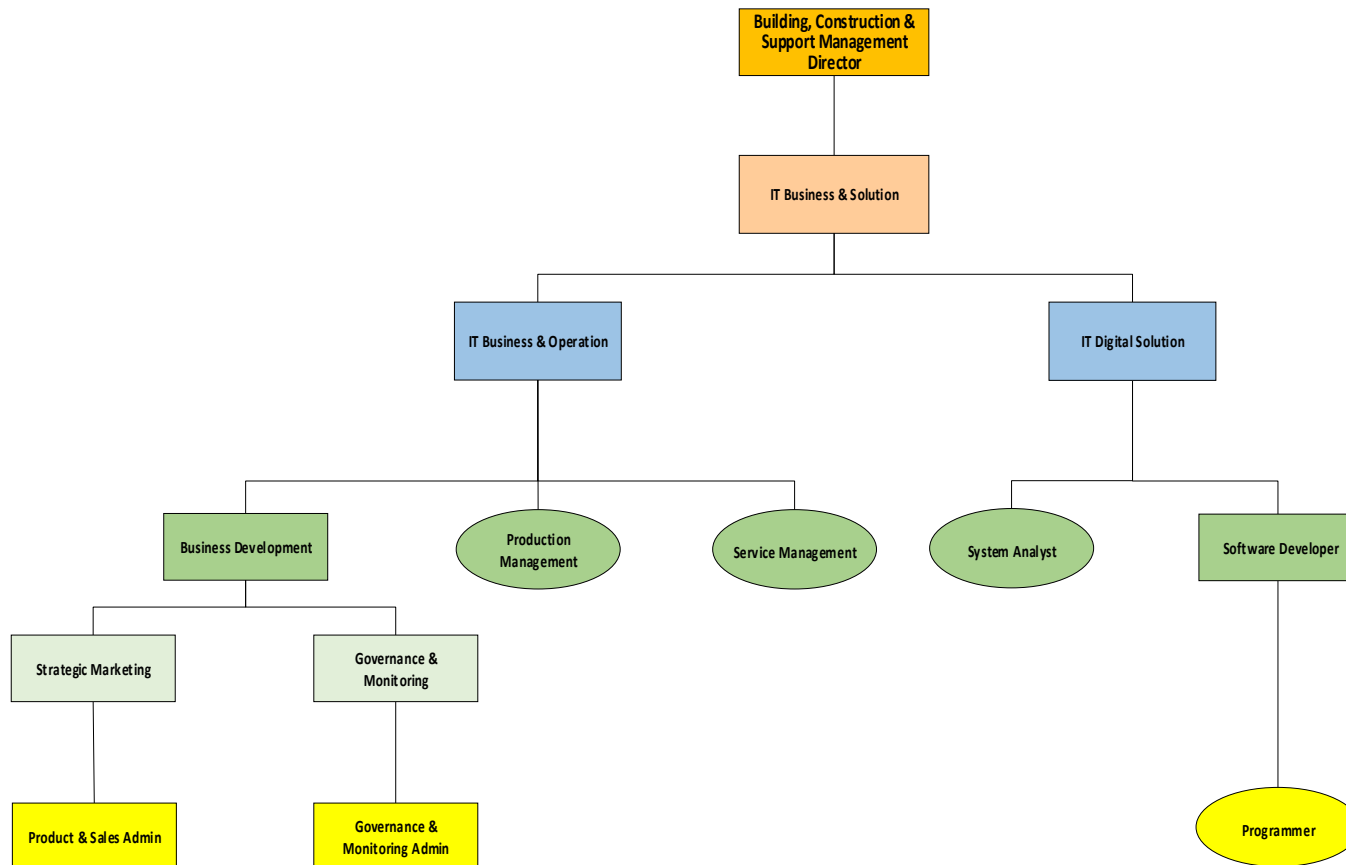 Building, Construction &
Support Management
Director
IT Business & Solution
IT Business & Operation
IT Digital Solution
Business Development
Production
Management
Service Management
System Analyst
Software Developer
Strategic Marketing
Governance &
Monitoring
Product & Sales Admin
Governance &
Monitoring Admin
Programmer